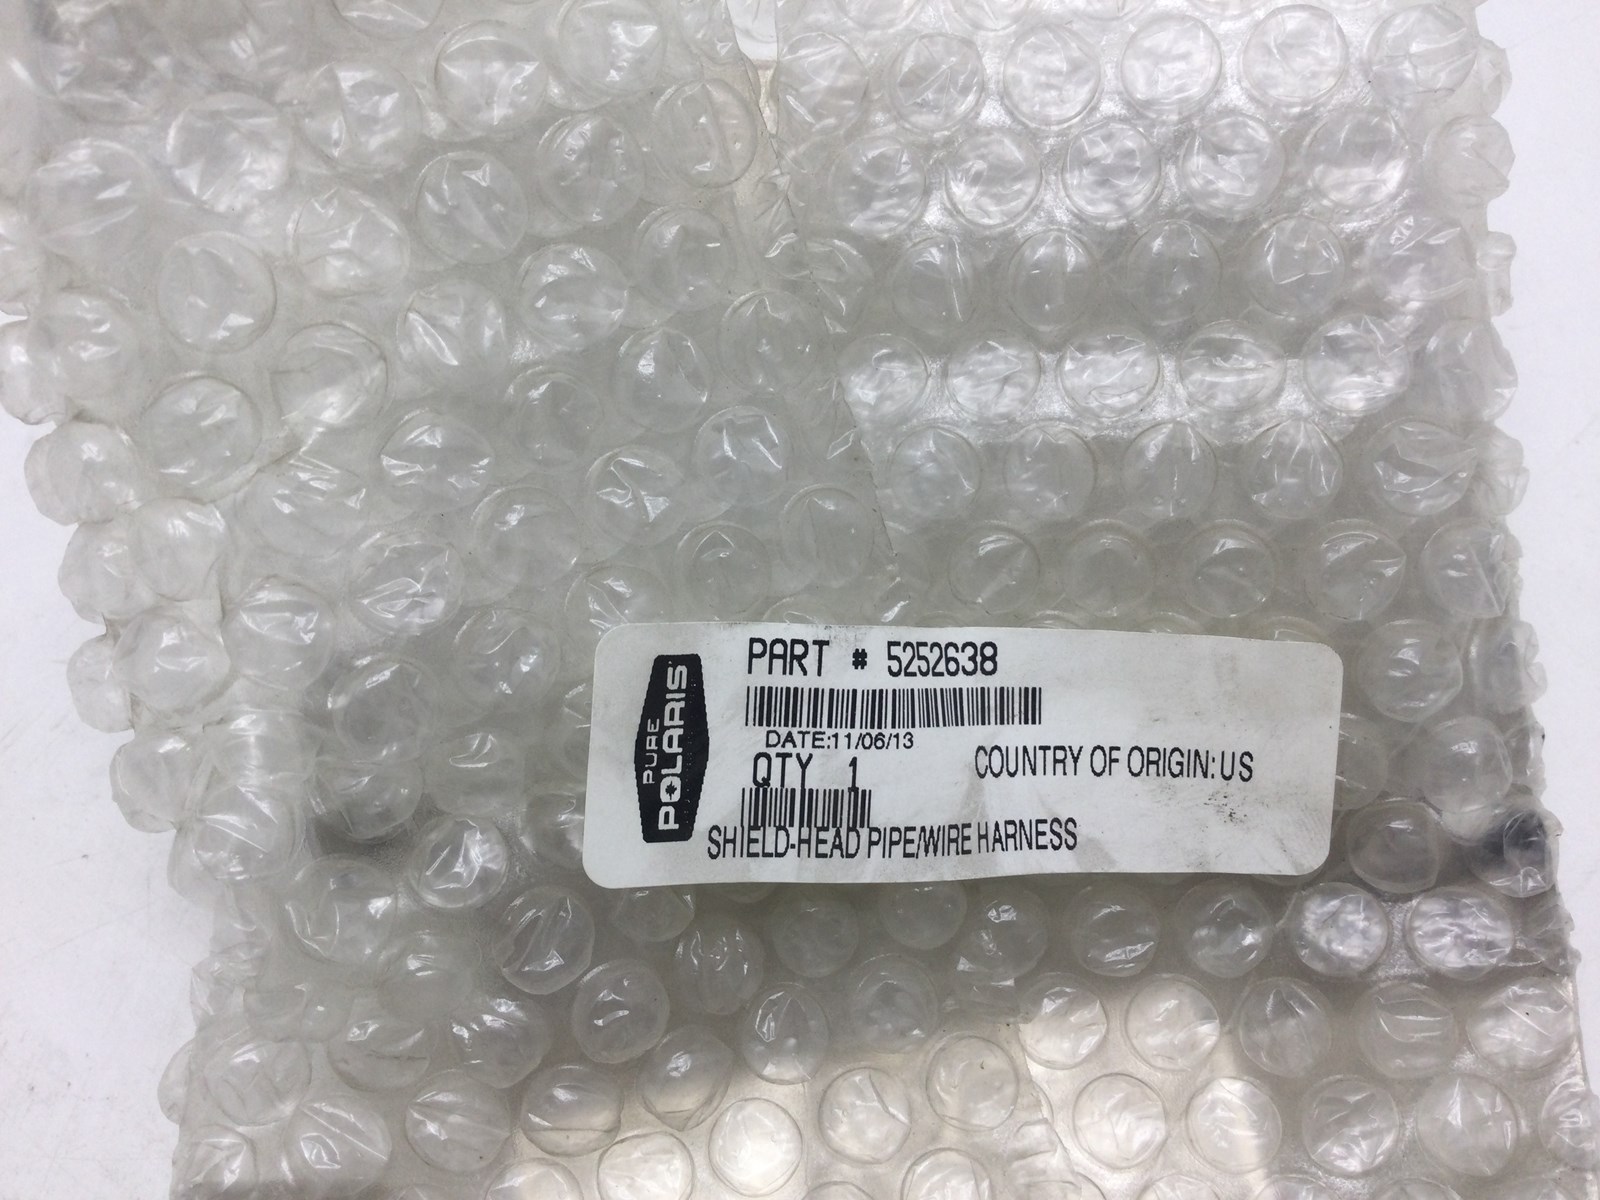 PURE
POLARIS
PART # 5252638
DATE:11/06/13
QTY 1
COUNTRY OF ORIGIN: US
SHIELD-HEAD PIPE/WIRE HARNESS